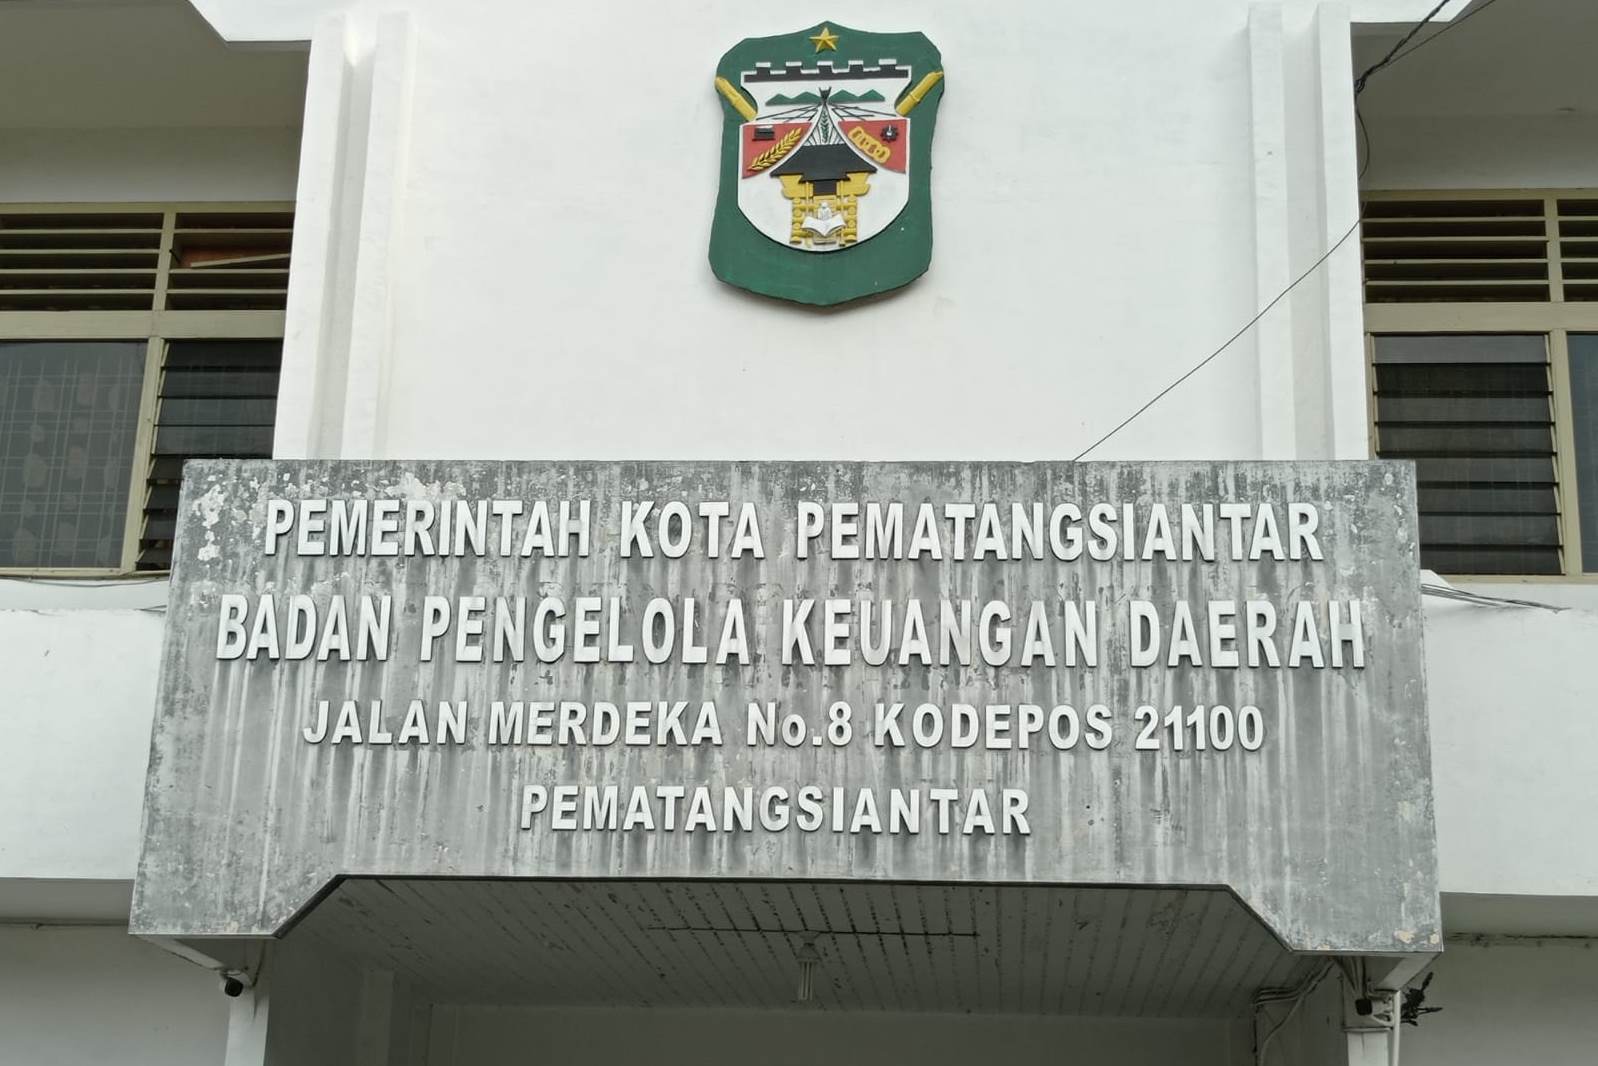 PEMERINTAH KOTA PEMATANGSIANTAR
BADAN PENGELOLA KEUANGAN DAERAH
JALAN MERDEKA No.8 KODEPOS 21100
PEMATANGSIANTAR